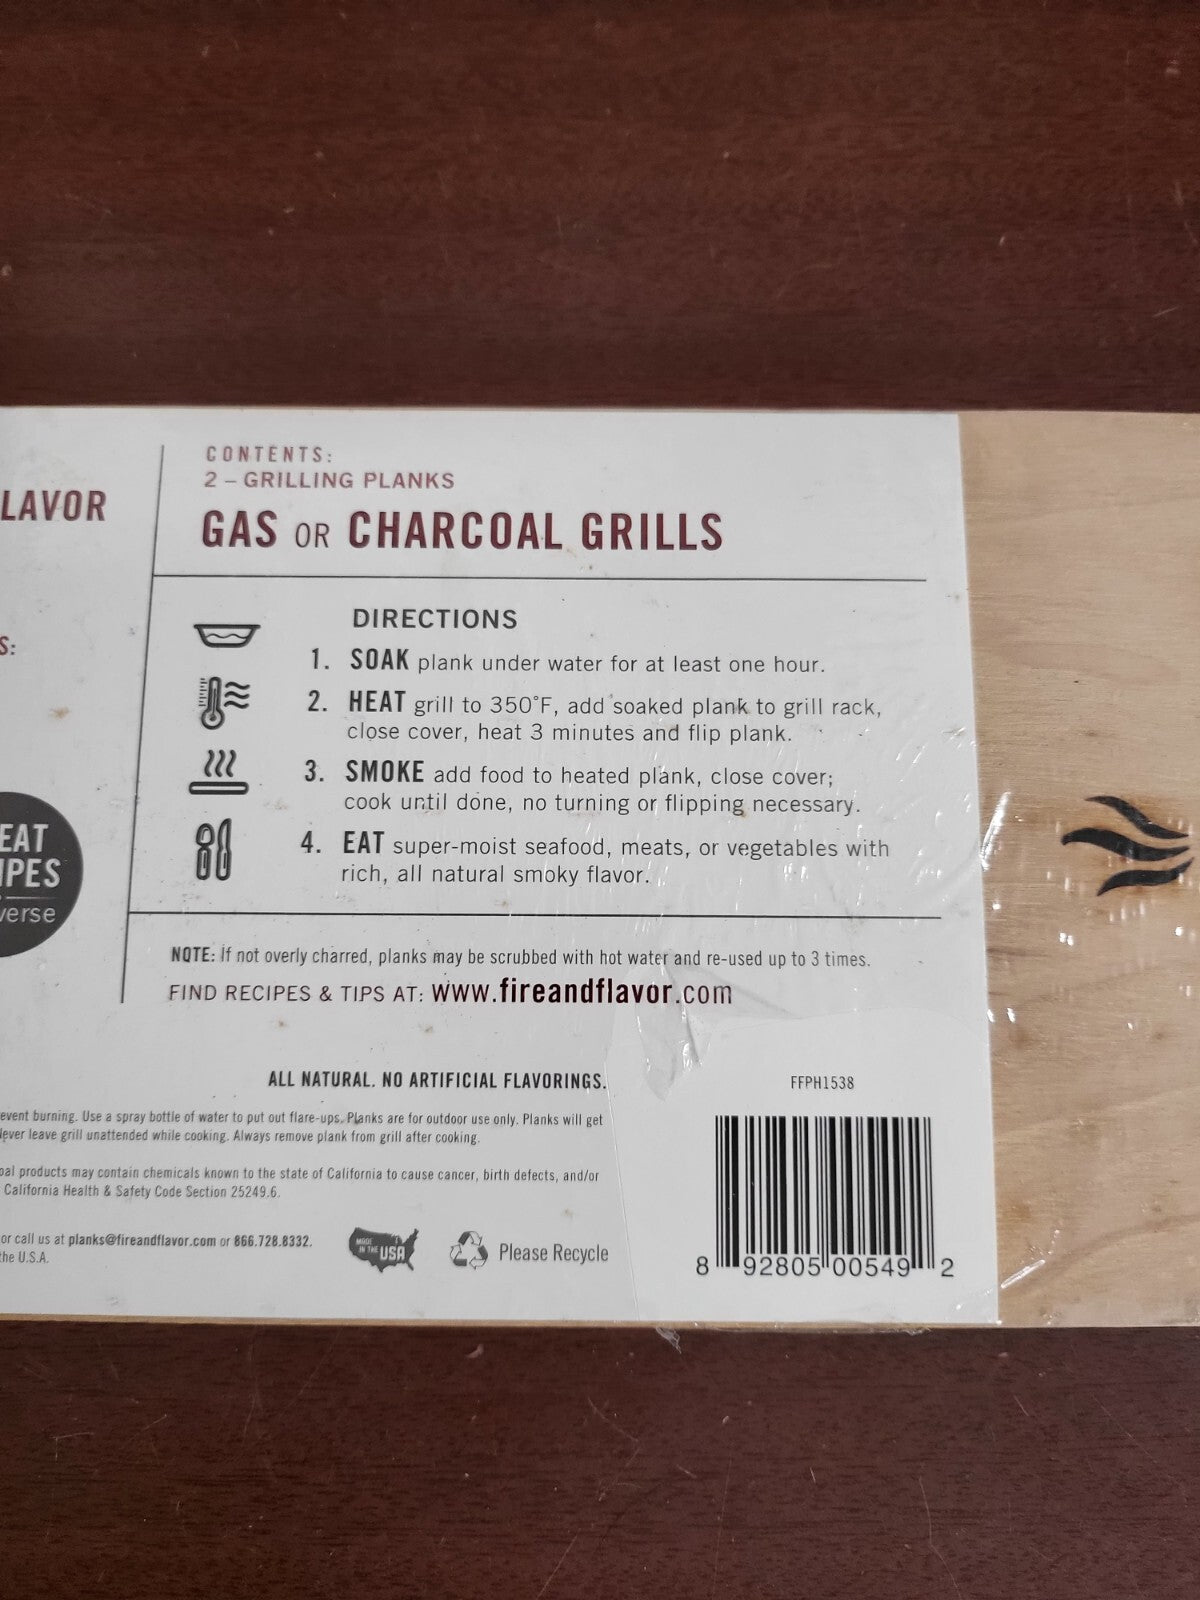 LAVOR
S:
EAT
IPES
verse
CONTENTS:
2 – GRILLING PLANKS
GAS OR CHARCOAL GRILLS
DIRECTIONS
1. SOAK plank under water for at least one hour.
2. HEAT grill to 350°F, add soaked plank to grill rack,
close cover, heat 3 minutes and flip plank.
3. SMOKE add food to heated plank, close cover;
cook until done, no turning or flipping necessary.
4. EAT super-moist seafood, meats, or vegetables with
rich, all natural smoky flavor.
NOTE: If not overly charred, planks may be scrubbed with hot water and re-used up to 3 times.
FIND RECIPES & TIPS AT: www.fireandflavor.com
ALL NATURAL. NO ARTIFICIAL FLAVORINGS.
event burning. Use a spray bottle of water to put out flare-ups. Planks are for outdoor use only. Planks will get
lever leave grill unattended while cooking. Always remove plank from grill after cooking.
oal products may contain chemicals known to the state of California to cause cancer, birth defects, and/or
California Health & Safety Code Section 25249.6.
or call us at planks@fireandflavor.com or 866.728.8332.
the U.S.A.
MADE
IN THE USA
Please Recycle
FFPH1538
8 92805 00549 2